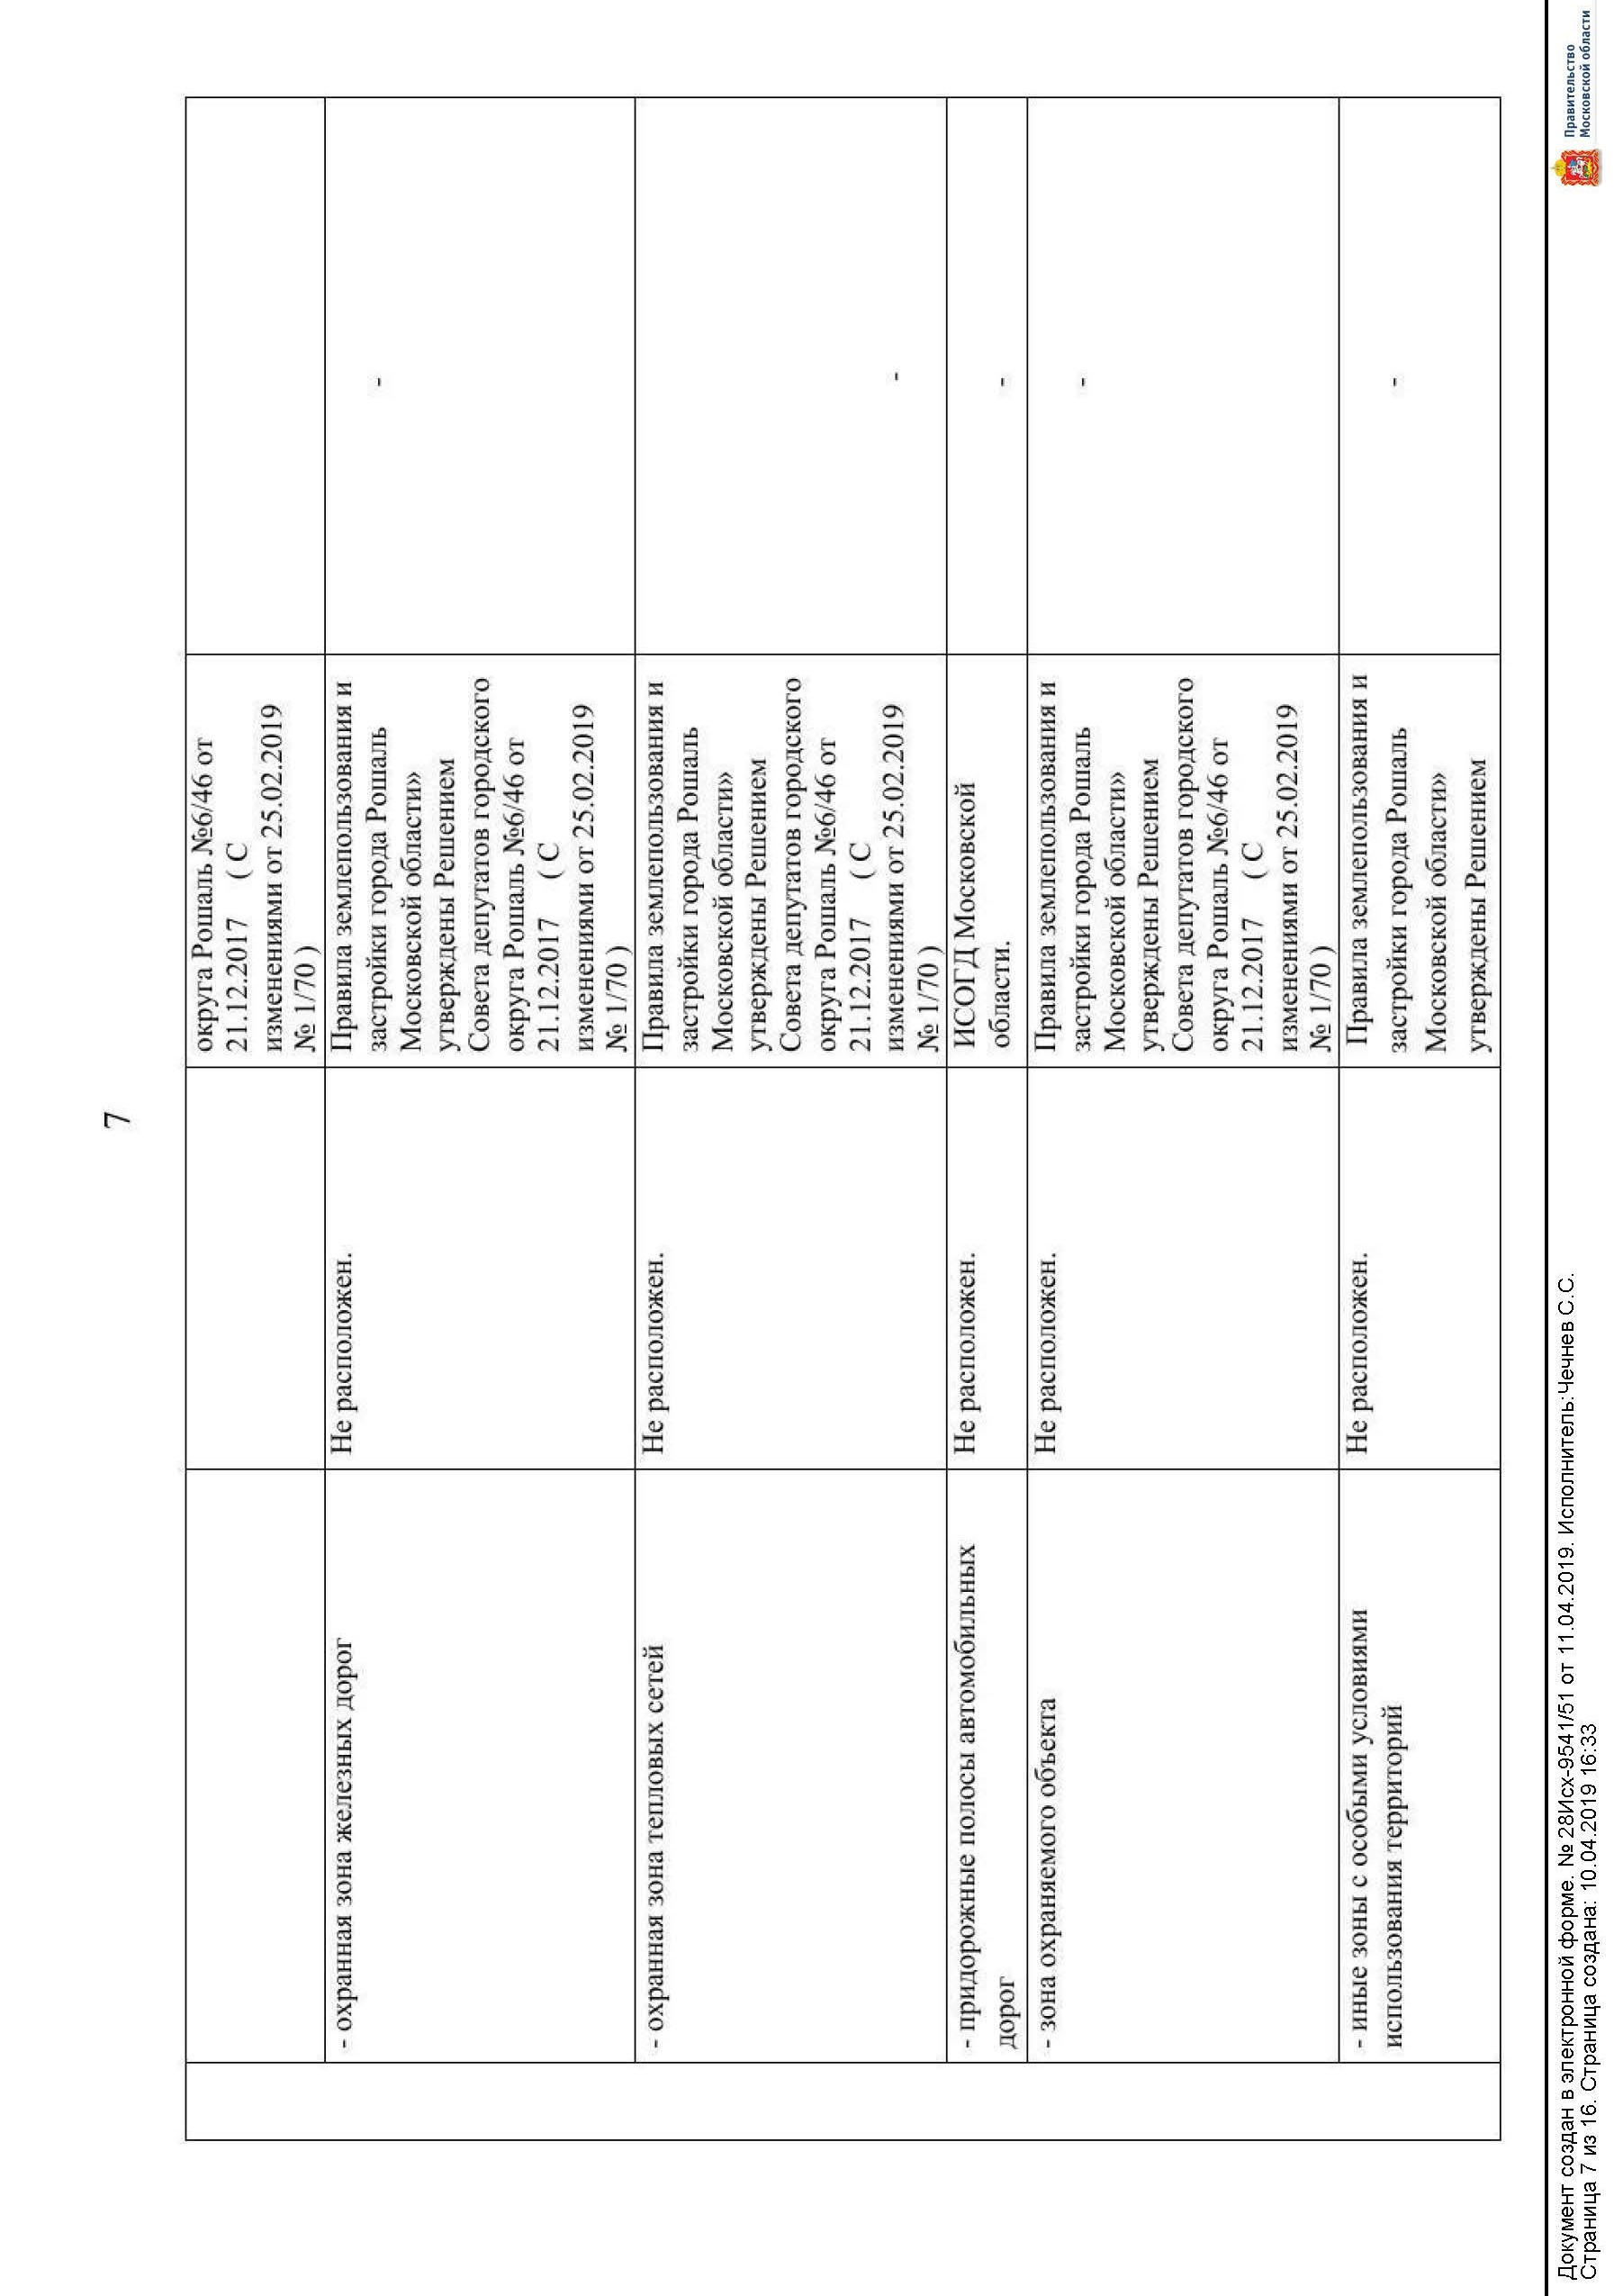 7
округа Рошаль №6/46 от
21.12.2017 ( С
изменениями от 25.02.2019
№ 1/70 )
- охранная зона железных дорог
Не расположен.
Правила землепользования и
застройки города Рошаль
Московской области»
утверждены Решением
Совета депутатов городского
округа Рошаль №6/46 от
21.12.2017 ( С
изменениями от 25.02.2019
№ 1/70 )
-
- охранная зона тепловых сетей
Не расположен.
Правила землепользования и
застройки города Рошаль
Московской области»
утверждены Решением
Совета депутатов городского
округа Рошаль №6/46 от
21.12.2017 ( С
изменениями от 25.02.2019
№ 1/70 )
-
- придорожные полосы автомобильных
дорог
Не расположен.
ИСОГД Московской
области.
-
- зона охраняемого объекта
Не расположен.
Правила землепользования и
застройки города Рошаль
Московской области»
утверждены Решением
Совета депутатов городского
округа Рошаль №6/46 от
21.12.2017 ( С
изменениями от 25.02.2019
№ 1/70 )
-
- иные зоны с особыми условиями
использования территорий
Не расположен.
Правила землепользования и
застройки города Рошаль
Московской области»
утверждены Решением
-
Документ создан в электронной форме. № 28Исх-9541/51 от 11.04.2019. Исполнитель:Чечнев С.С.
Страница 7 из 16. Страница создана: 10.04.2019 16:33
Правительство
Московской области